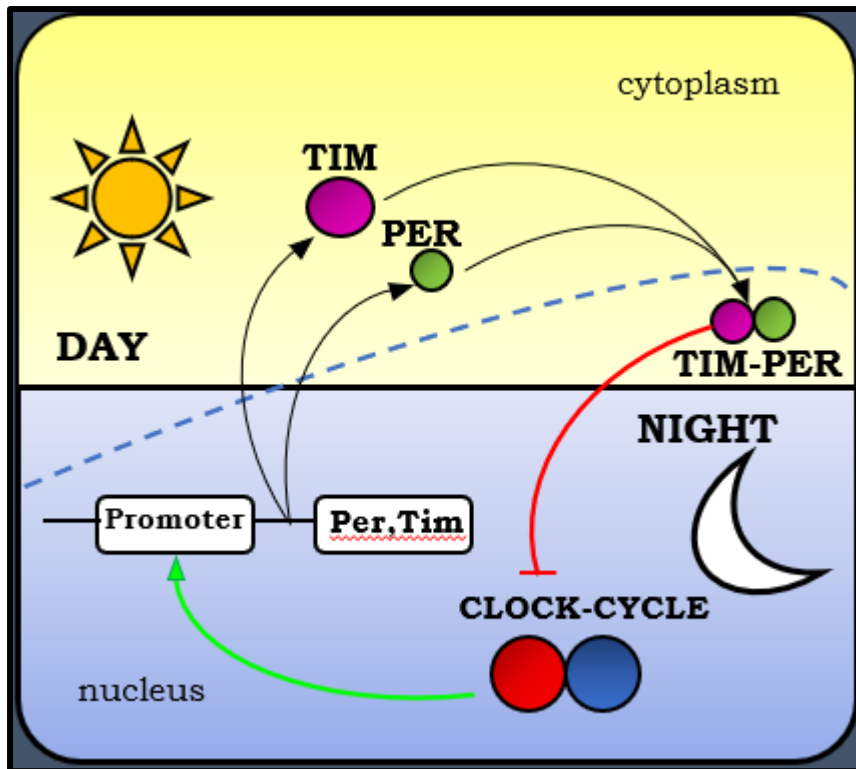 cytoplasm
TIM
PER
DAY
TIM-PER
NIGHT
Promoter
Per,Tim
CLOCK-CYCLE
nucleus